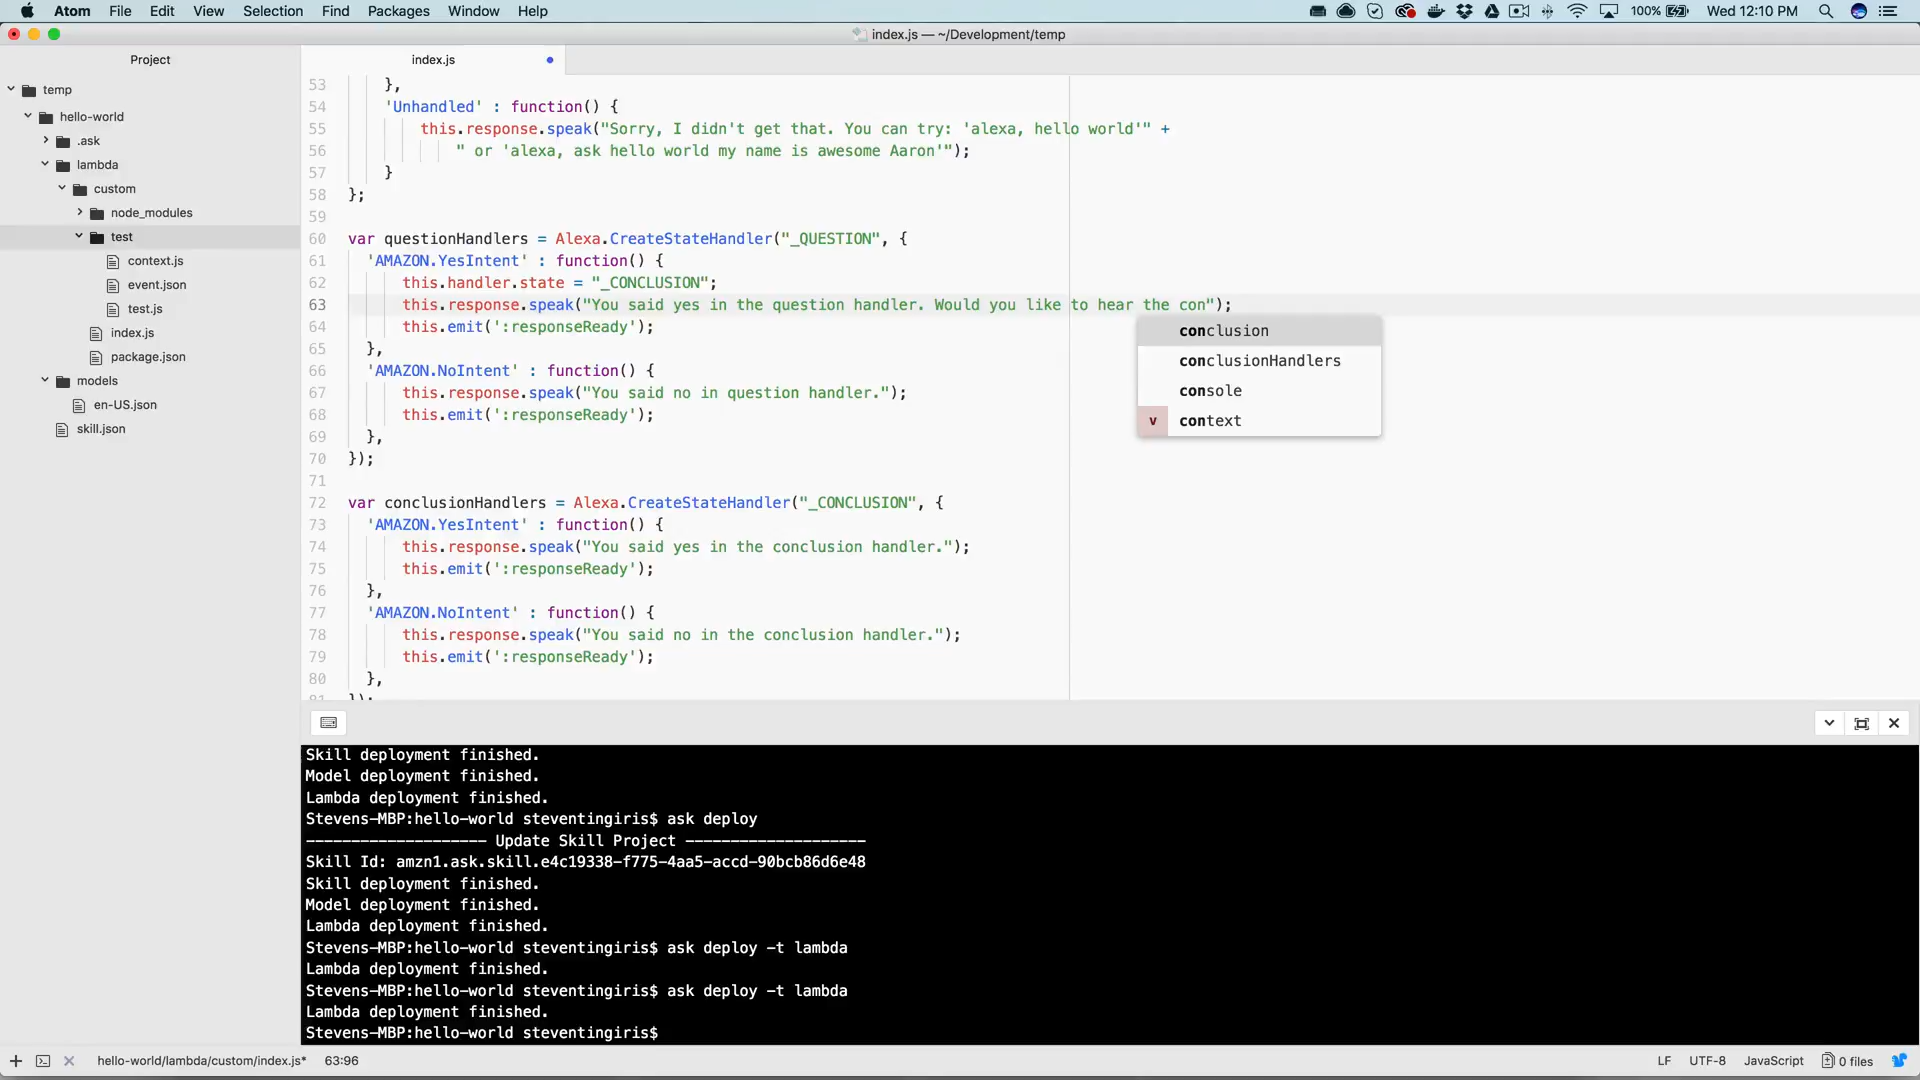 Atom File Edit View Selection Find Packages Window Help 100% Wed 12:10 PM
index.js — ~/Development/temp
Project
index.js
temp
hello-world
.ask
lambda
custom
node_modules
test
context.js
event.json
test.js
index.js
package.json
models
en-US.json
skill.json
53 },
54 'Unhandled' : function() {
55 this.response.speak("Sorry, I didn't get that. You can try: 'alexa, hello world'" +
56 " or 'alexa, ask hello world my name is awesome Aaron'");
57 }
58 };
59
60 var questionHandlers = Alexa.CreateStateHandler("_QUESTION", {
61 'AMAZON.YesIntent' : function() {
62 this.handler.state = "_CONCLUSION";
63 this.response.speak("You said yes in the question handler. Would you like to hear the con");
64 this.emit(':responseReady');
65 },
66 'AMAZON.NoIntent' : function() {
67 this.response.speak("You said no in question handler.");
68 this.emit(':responseReady');
69 },
70 });
71
72 var conclusionHandlers = Alexa.CreateStateHandler("_CONCLUSION", {
73 'AMAZON.YesIntent' : function() {
74 this.response.speak("You said yes in the conclusion handler.");
75 this.emit(':responseReady');
76 },
77 'AMAZON.NoIntent' : function() {
78 this.response.speak("You said no in the conclusion handler.");
79 this.emit(':responseReady');
80 },
81 });
conclusion
conclusionHandlers
console
v context
Skill deployment finished.
Model deployment finished.
Lambda deployment finished.
Stevens-MBP:hello-world steventingiris$ ask deploy
-------------------- Update Skill Project --------------------
Skill Id: amzn1.ask.skill.e4c19338-f775-4aa5-accd-90bcb86d6e48
Skill deployment finished.
Model deployment finished.
Lambda deployment finished.
Stevens-MBP:hello-world steventingiris$ ask deploy -t lambda
Lambda deployment finished.
Stevens-MBP:hello-world steventingiris$ ask deploy -t lambda
Lambda deployment finished.
Stevens-MBP:hello-world steventingiris$
hello-world/lambda/custom/index.js* 63:96 LF UTF-8 JavaScript 0 files